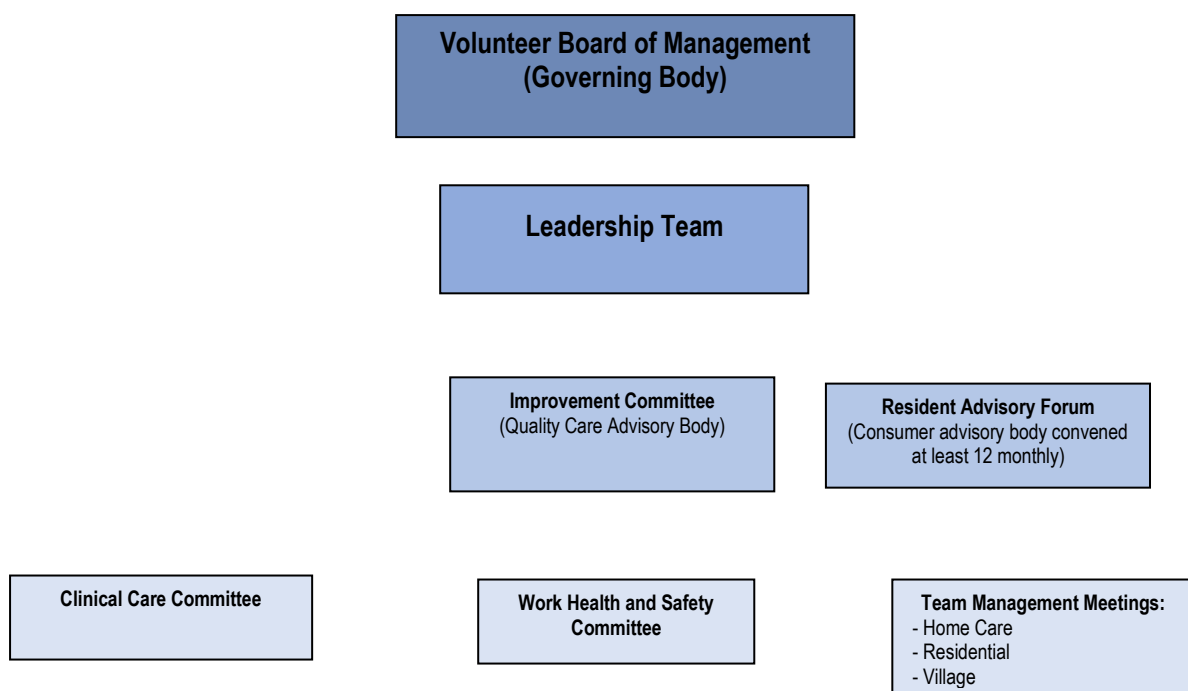 Volunteer Board of Management
(Governing Body)
Leadership Team
Improvement Committee
(Quality Care Advisory Body)
Resident Advisory Forum
(Consumer advisory body convened
at least 12 monthly)
Clinical Care Committee
Work Health and Safety
Committee
Team Management Meetings:
- Home Care
- Residential
- Village